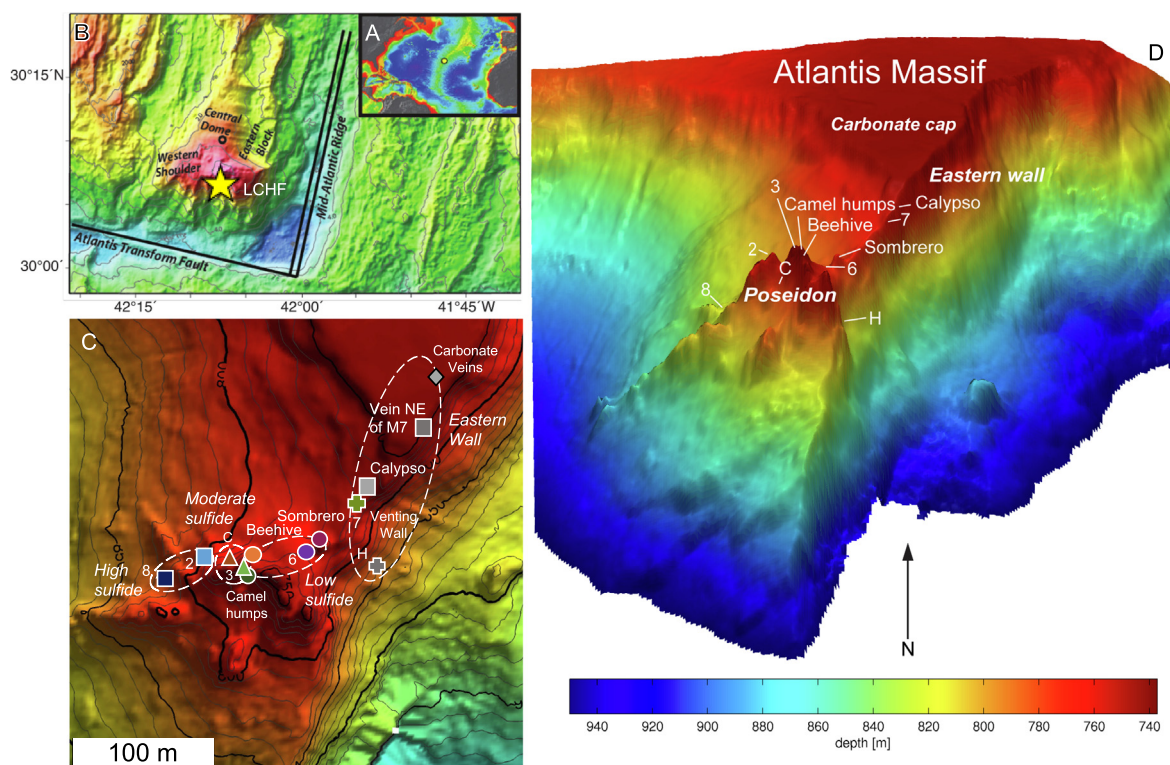 B
A
30°15´N
30°00´
42°15´
42°00´
41°45´W
Central
Dome
Eastern
Block
Western
Shoulder
LCHF
Mid-Atlantic Ridge
Atlantis Transform Fault
C
Carbonate
Veins
Vein NE
of M7
Eastern
Wall
Calypso
7
Venting
Wall
H
Moderate
sulfide
C
Beehive
Sombrero
6
2
8
3
High
sulfide
Camel
humps
Low
sulfide
100 m
D
Atlantis Massif
Carbonate cap
Eastern wall
3
Camel humps
Calypso
7
Beehive
2
Sombrero
C
6
8
Poseidon
H
N
940 920 900 880 860 840 820 800 780 760 740
depth [m]